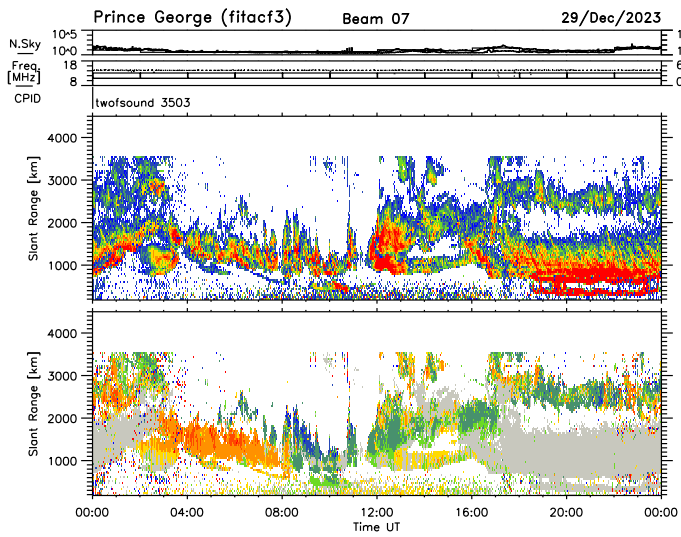 Prince George (fitacf3) Beam 07 29/Dec/2023
N.Sky 10^5 10^0
Freq. [MHz] 18 8
CPID twofsound 3503
Slant Range [km] 4000 3000 2000 1000
Slant Range [km] 4000 3000 2000 1000
00:00 04:00 08:00 12:00 16:00 20:00 00:00
Time UT